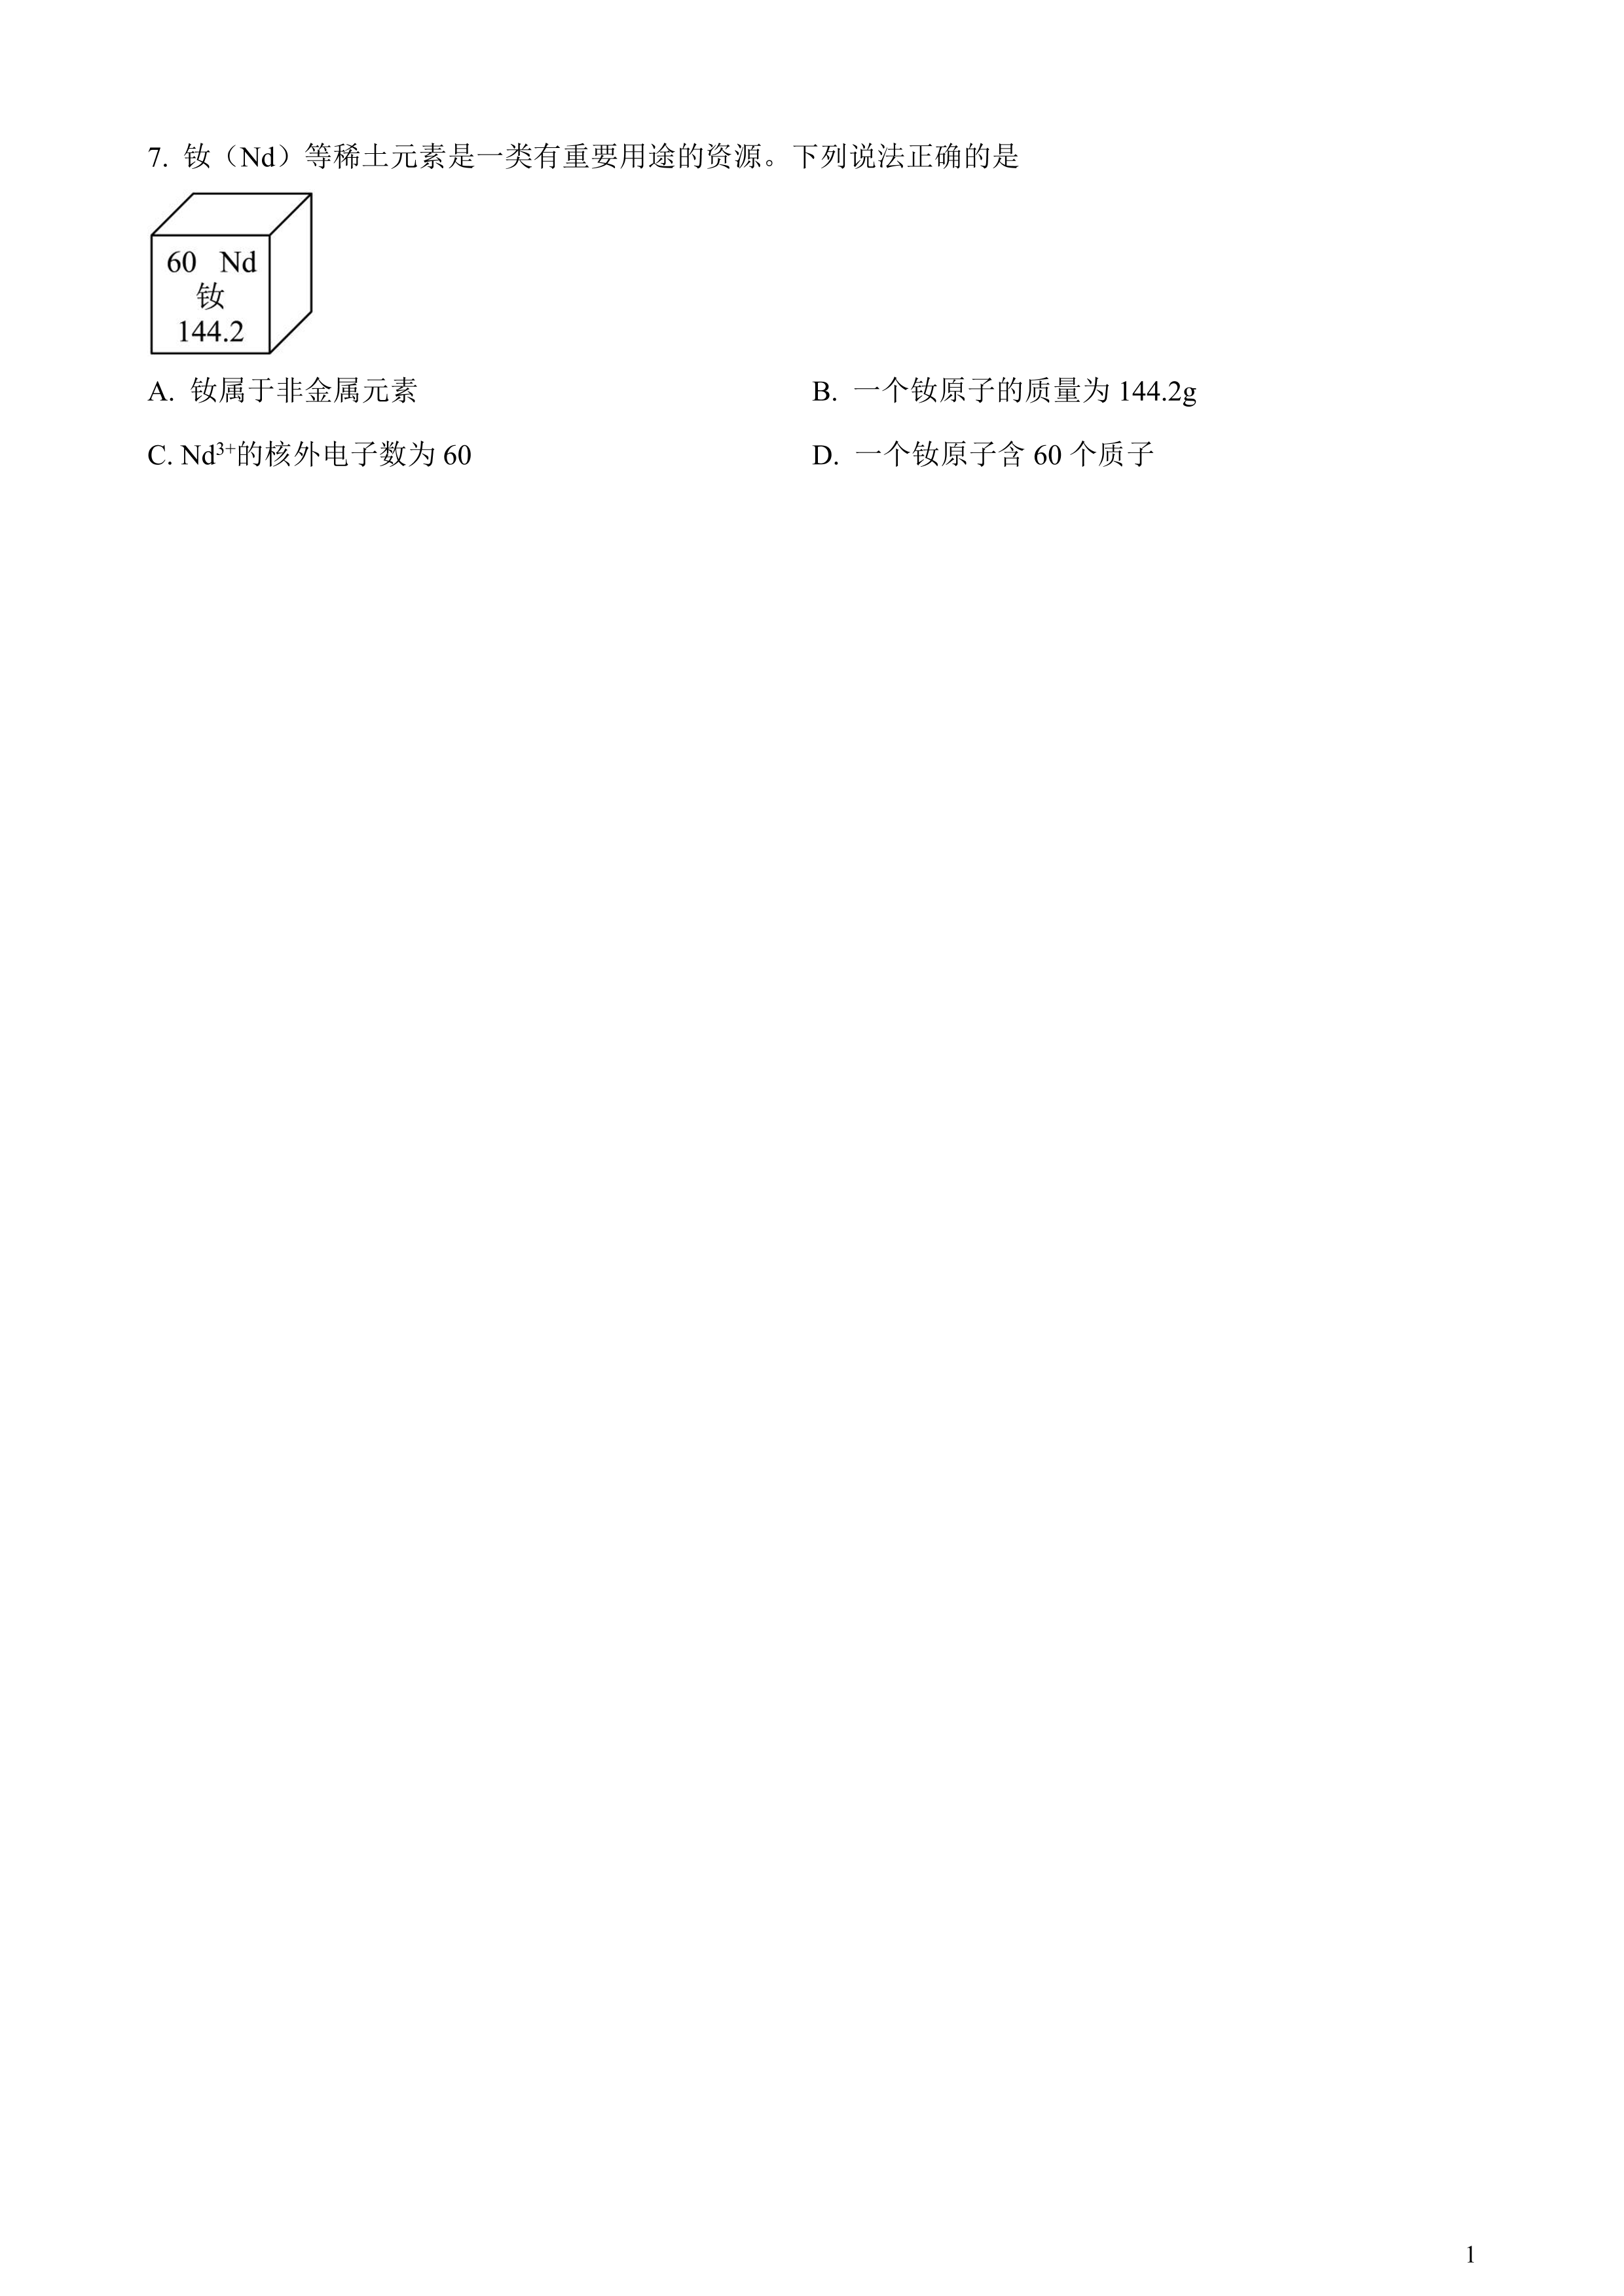 7. 钕（Nd）等稀土元素是一类有重要用途的资源。下列说法正确的是
60 Nd
钕
144.2
A. 钕属于非金属元素 B. 一个钕原子的质量为 144.2g
C. Nd³⁺的核外电子数为 60 D. 一个钕原子含 60 个质子
1